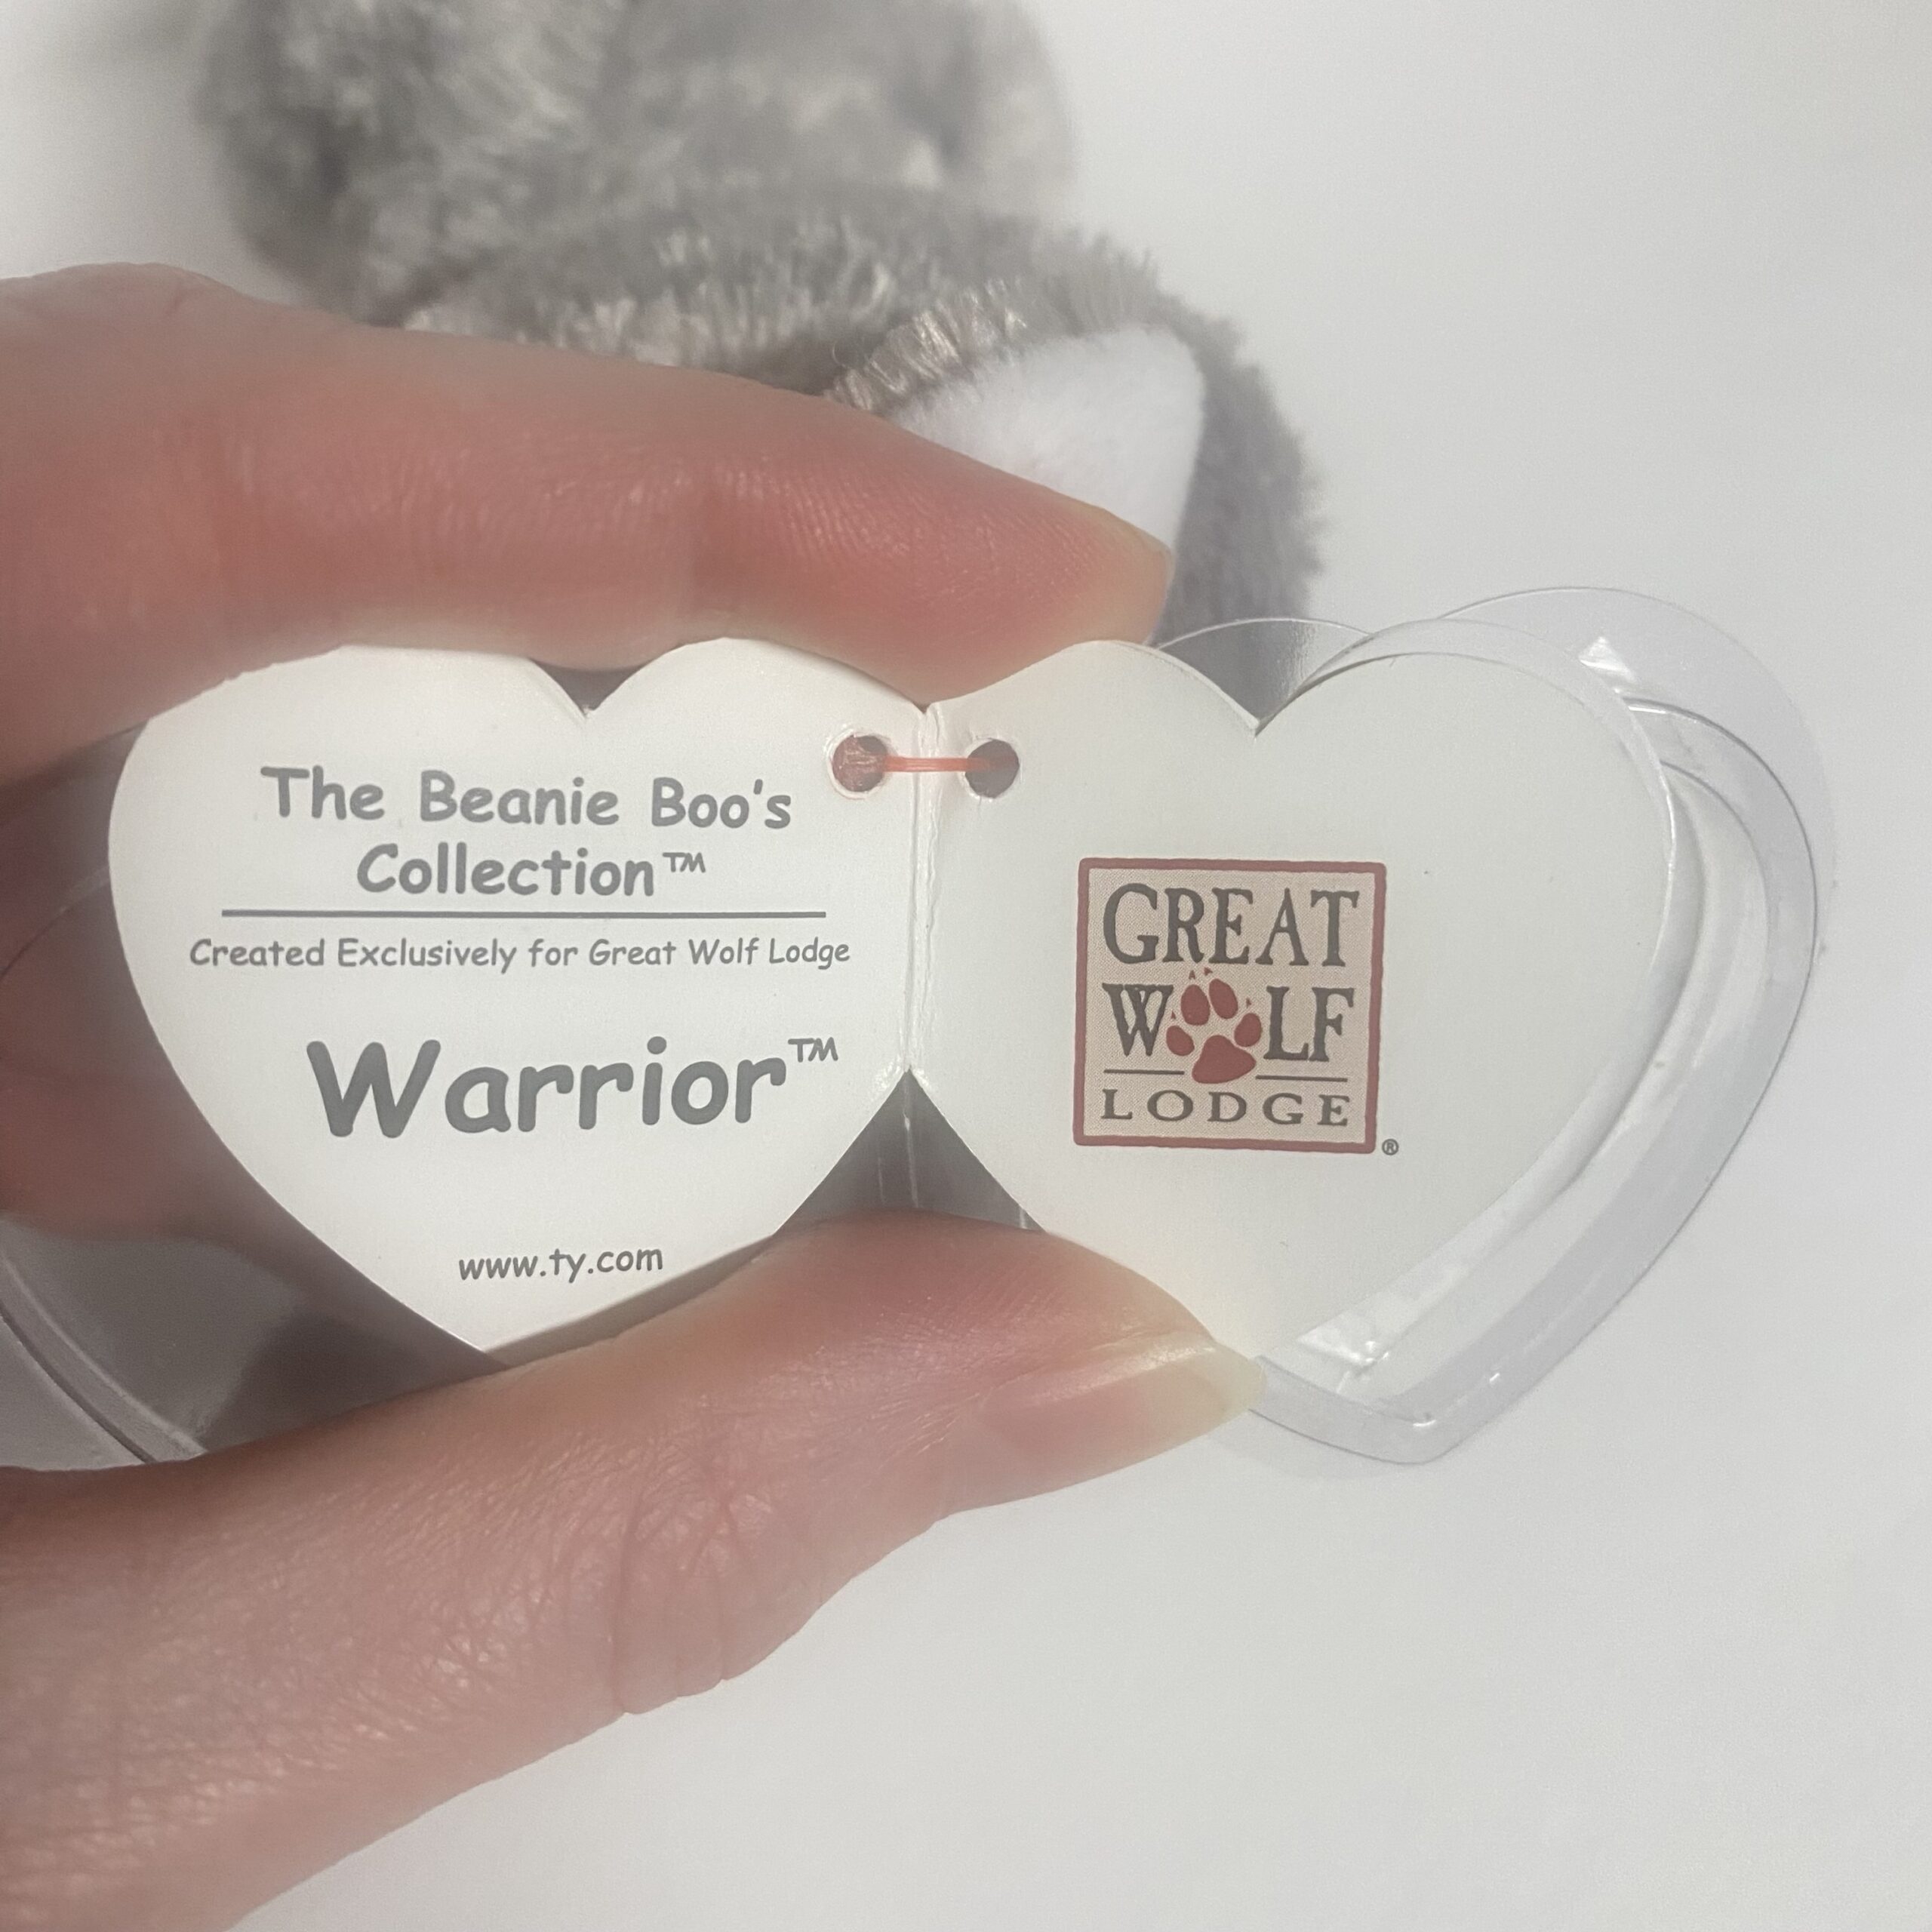 The Beanie Boo's
Collection™
Created Exclusively for Great Wolf Lodge
Warrior™
www.ty.com
GREAT
WOLF
LODGE
®